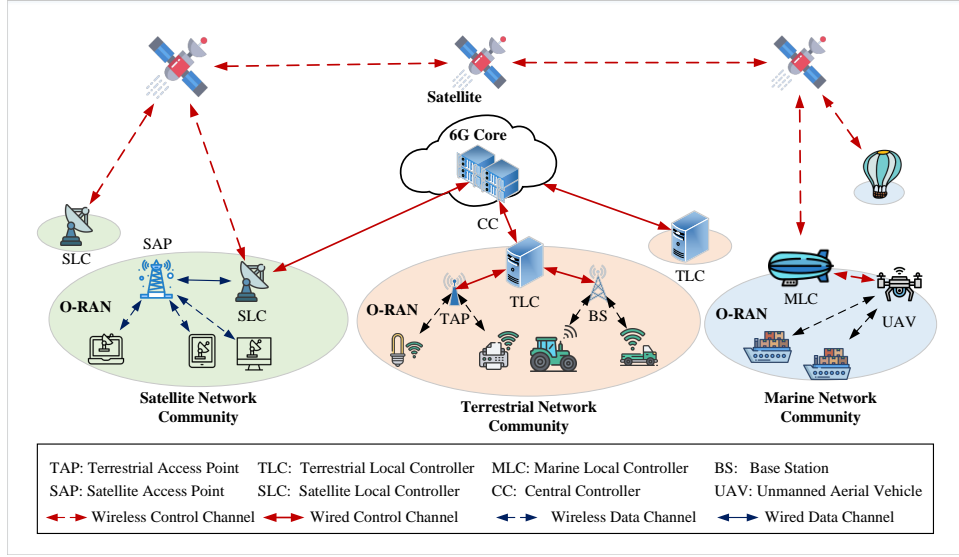 Satellite
6G Core
CC
SLC
SAP
SLC
O-RAN
Satellite Network
Community
TLC
TLC
TAP
BS
O-RAN
Terrestrial Network
Community
MLC
UAV
O-RAN
Marine Network
Community
TAP: Terrestrial Access Point TLC: Terrestrial Local Controller MLC: Marine Local Controller BS: Base Station
SAP: Satellite Access Point SLC: Satellite Local Controller CC: Central Controller UAV: Unmanned Aerial Vehicle
Wireless Control Channel Wired Control Channel Wireless Data Channel Wired Data Channel